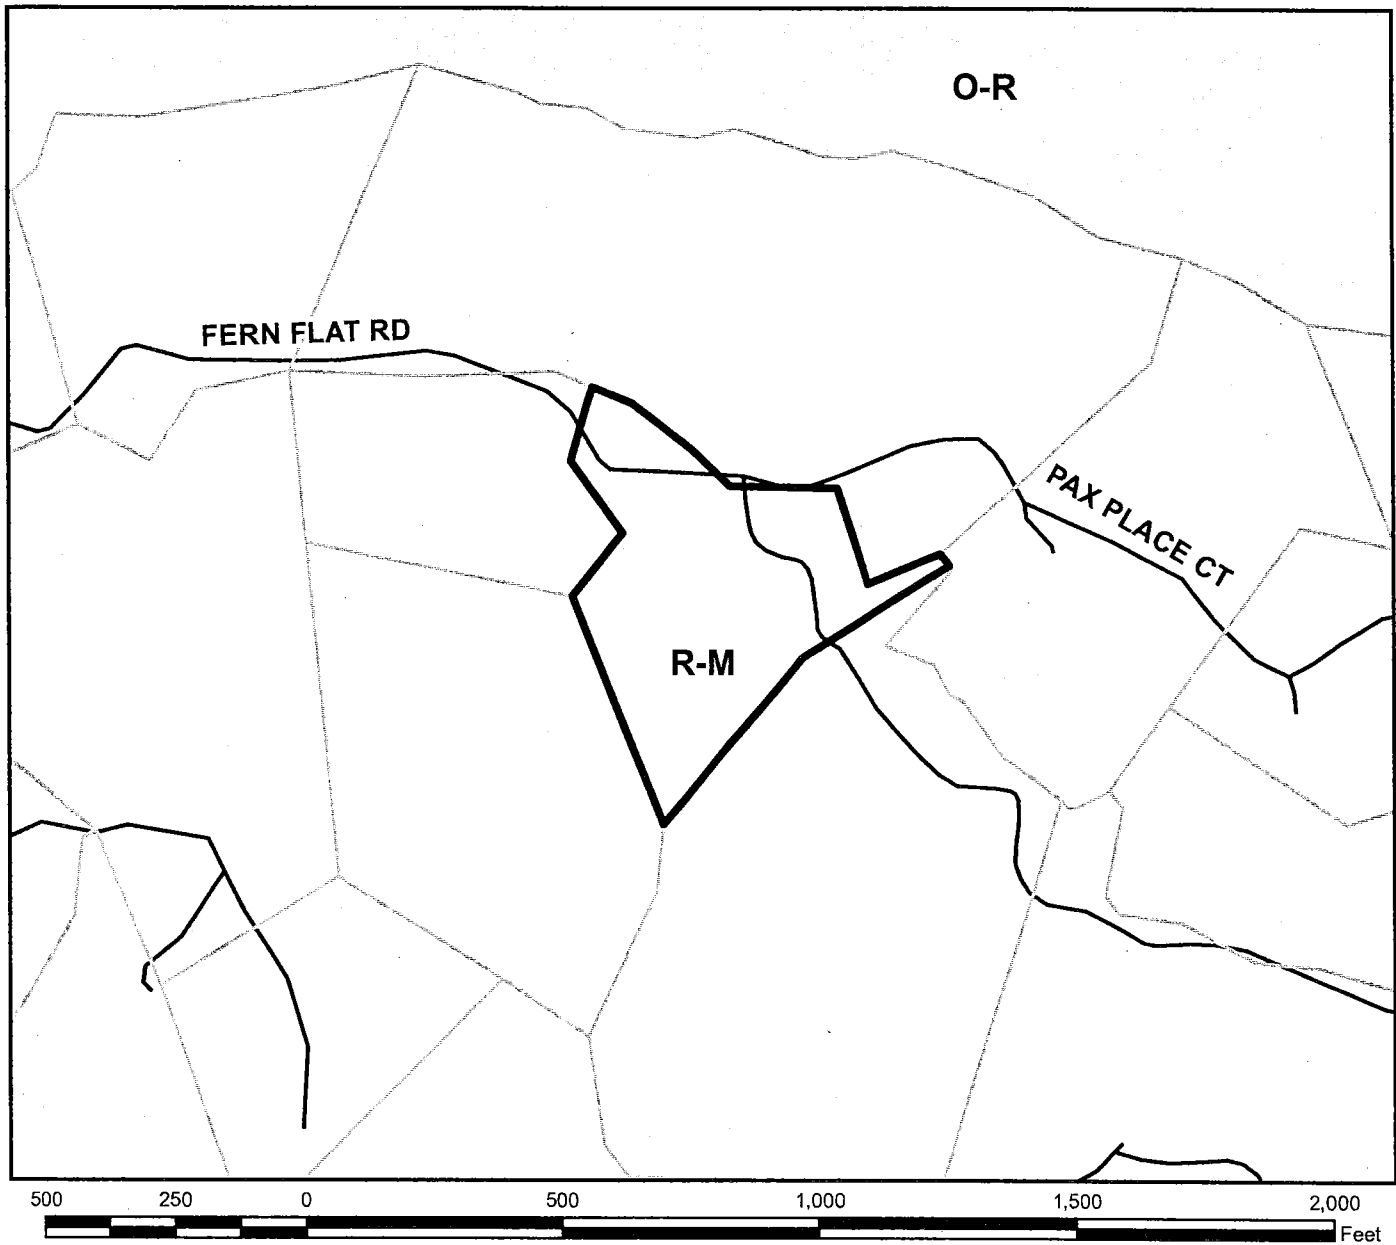 O-R
FERN FLAT RD
PAX PLACE CT
R-M
500 250 0 500 1,000 1,500 2,000
Feet